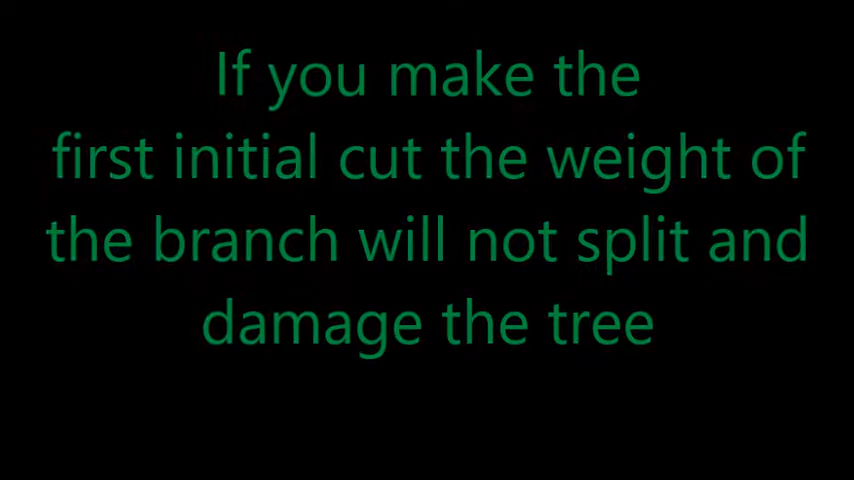 If you make the
first initial cut the weight of
the branch will not split and
damage the tree